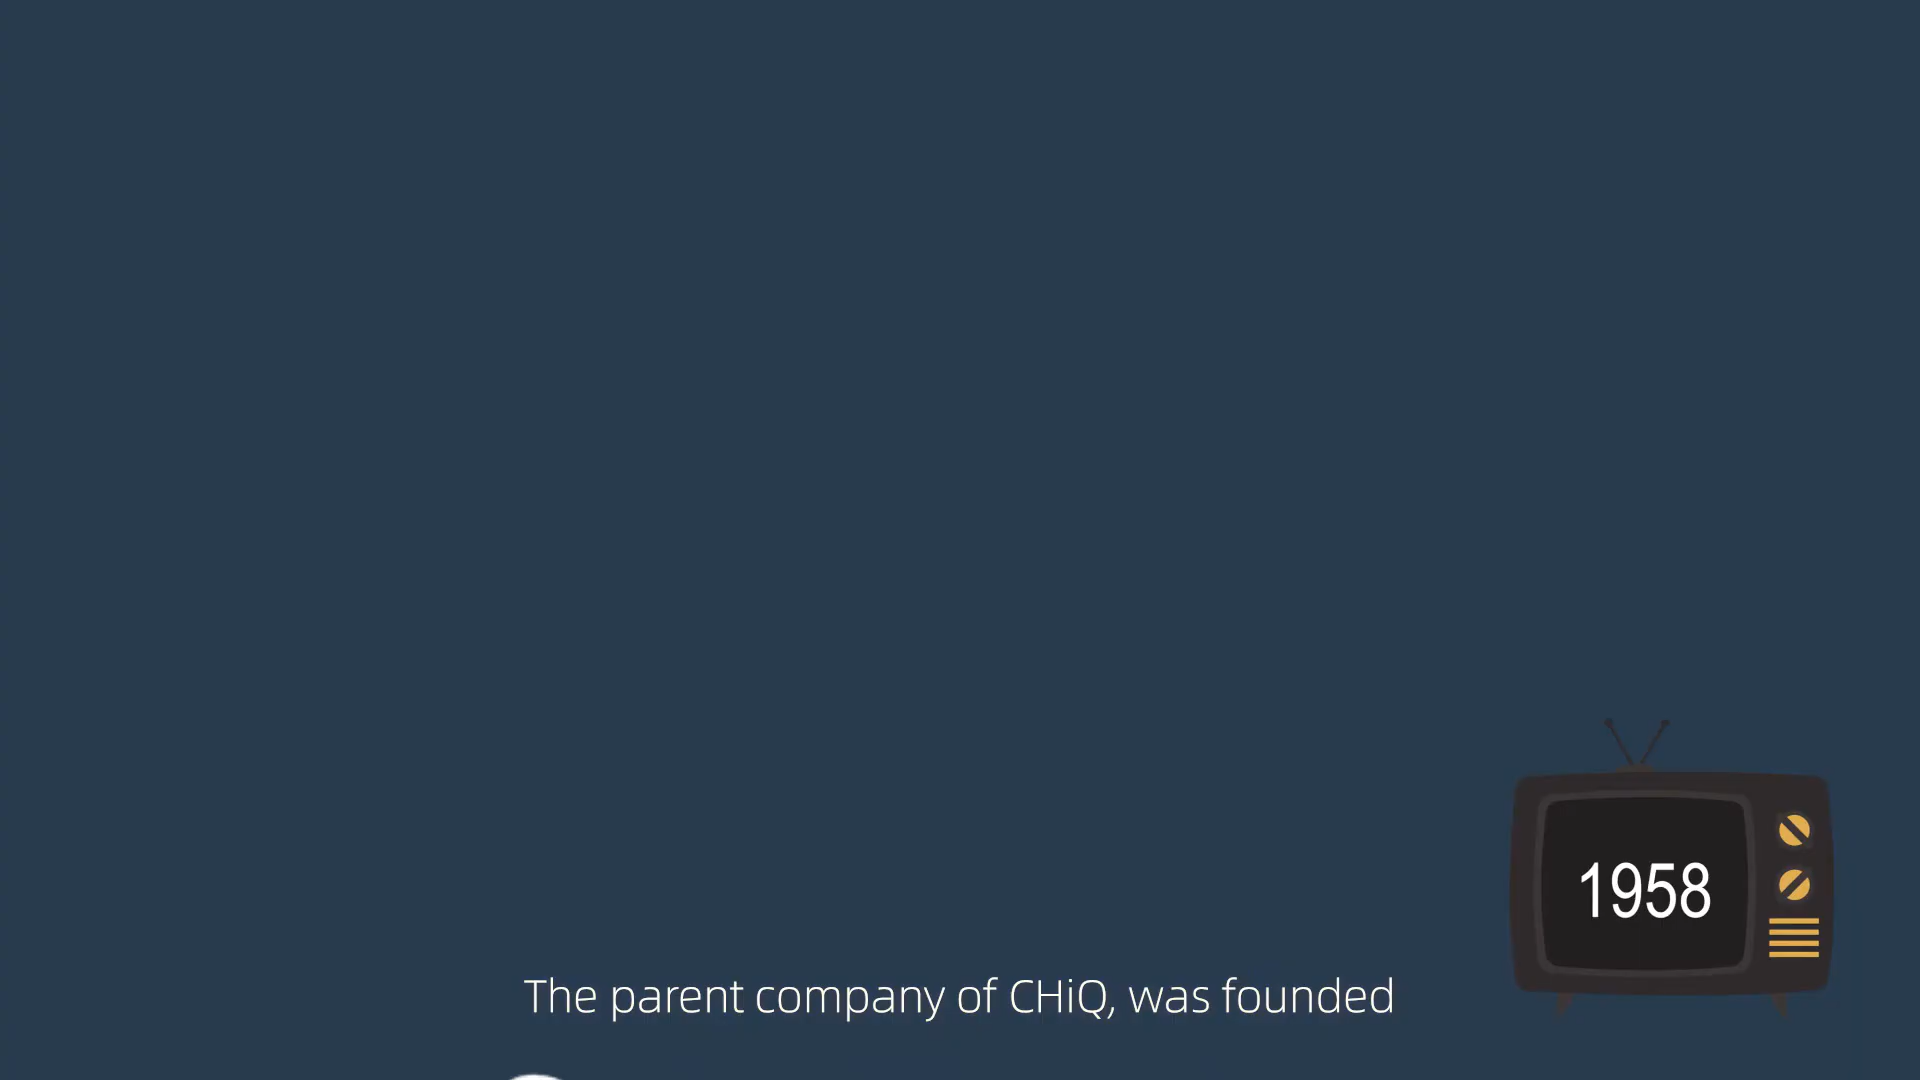 1958
The parent company of CHiQ, was founded